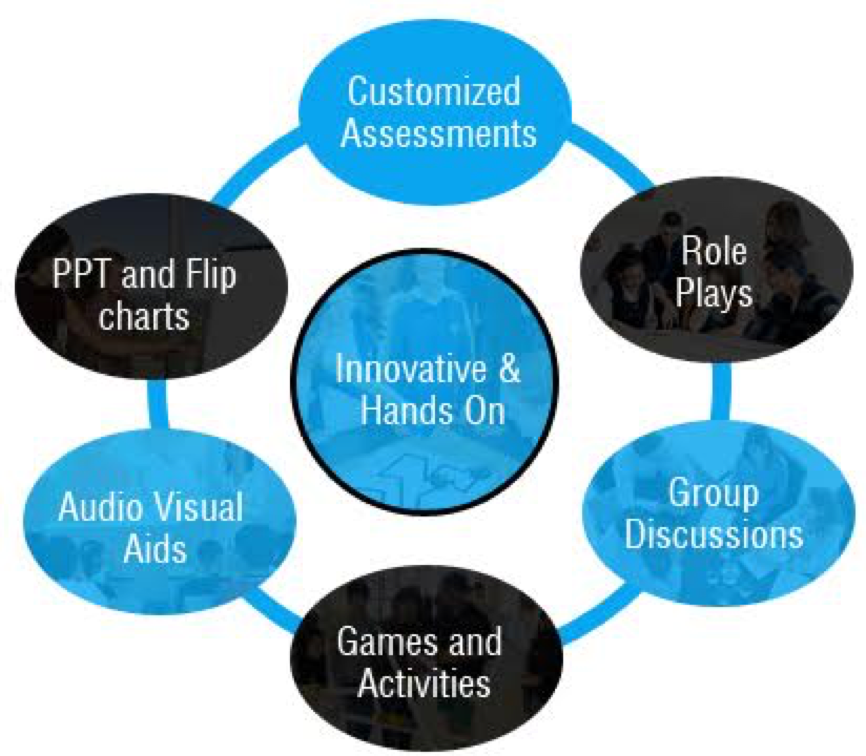 Customized
Assessments
Role
Plays
Group
Discussions
Games and
Activities
Audio Visual
Aids
PPT and Flip
charts
Innovative &
Hands On